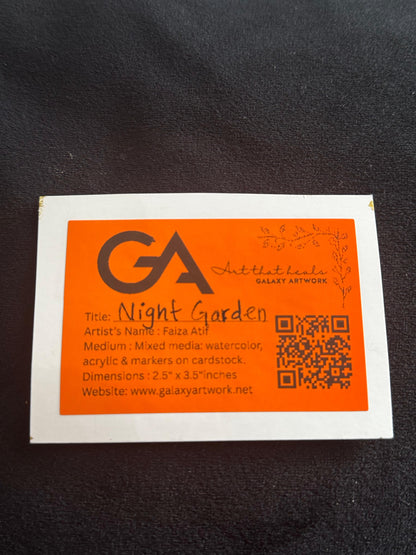 GA
Art that heals
GALAXY ARTWORK
Title: Night Garden
Artist's Name : Faiza Atif
Medium : Mixed media: watercolor,
acrylic & markers on cardstock.
Dimensions : 2.5" x 3.5"inches
Website: www.galaxyartwork.net